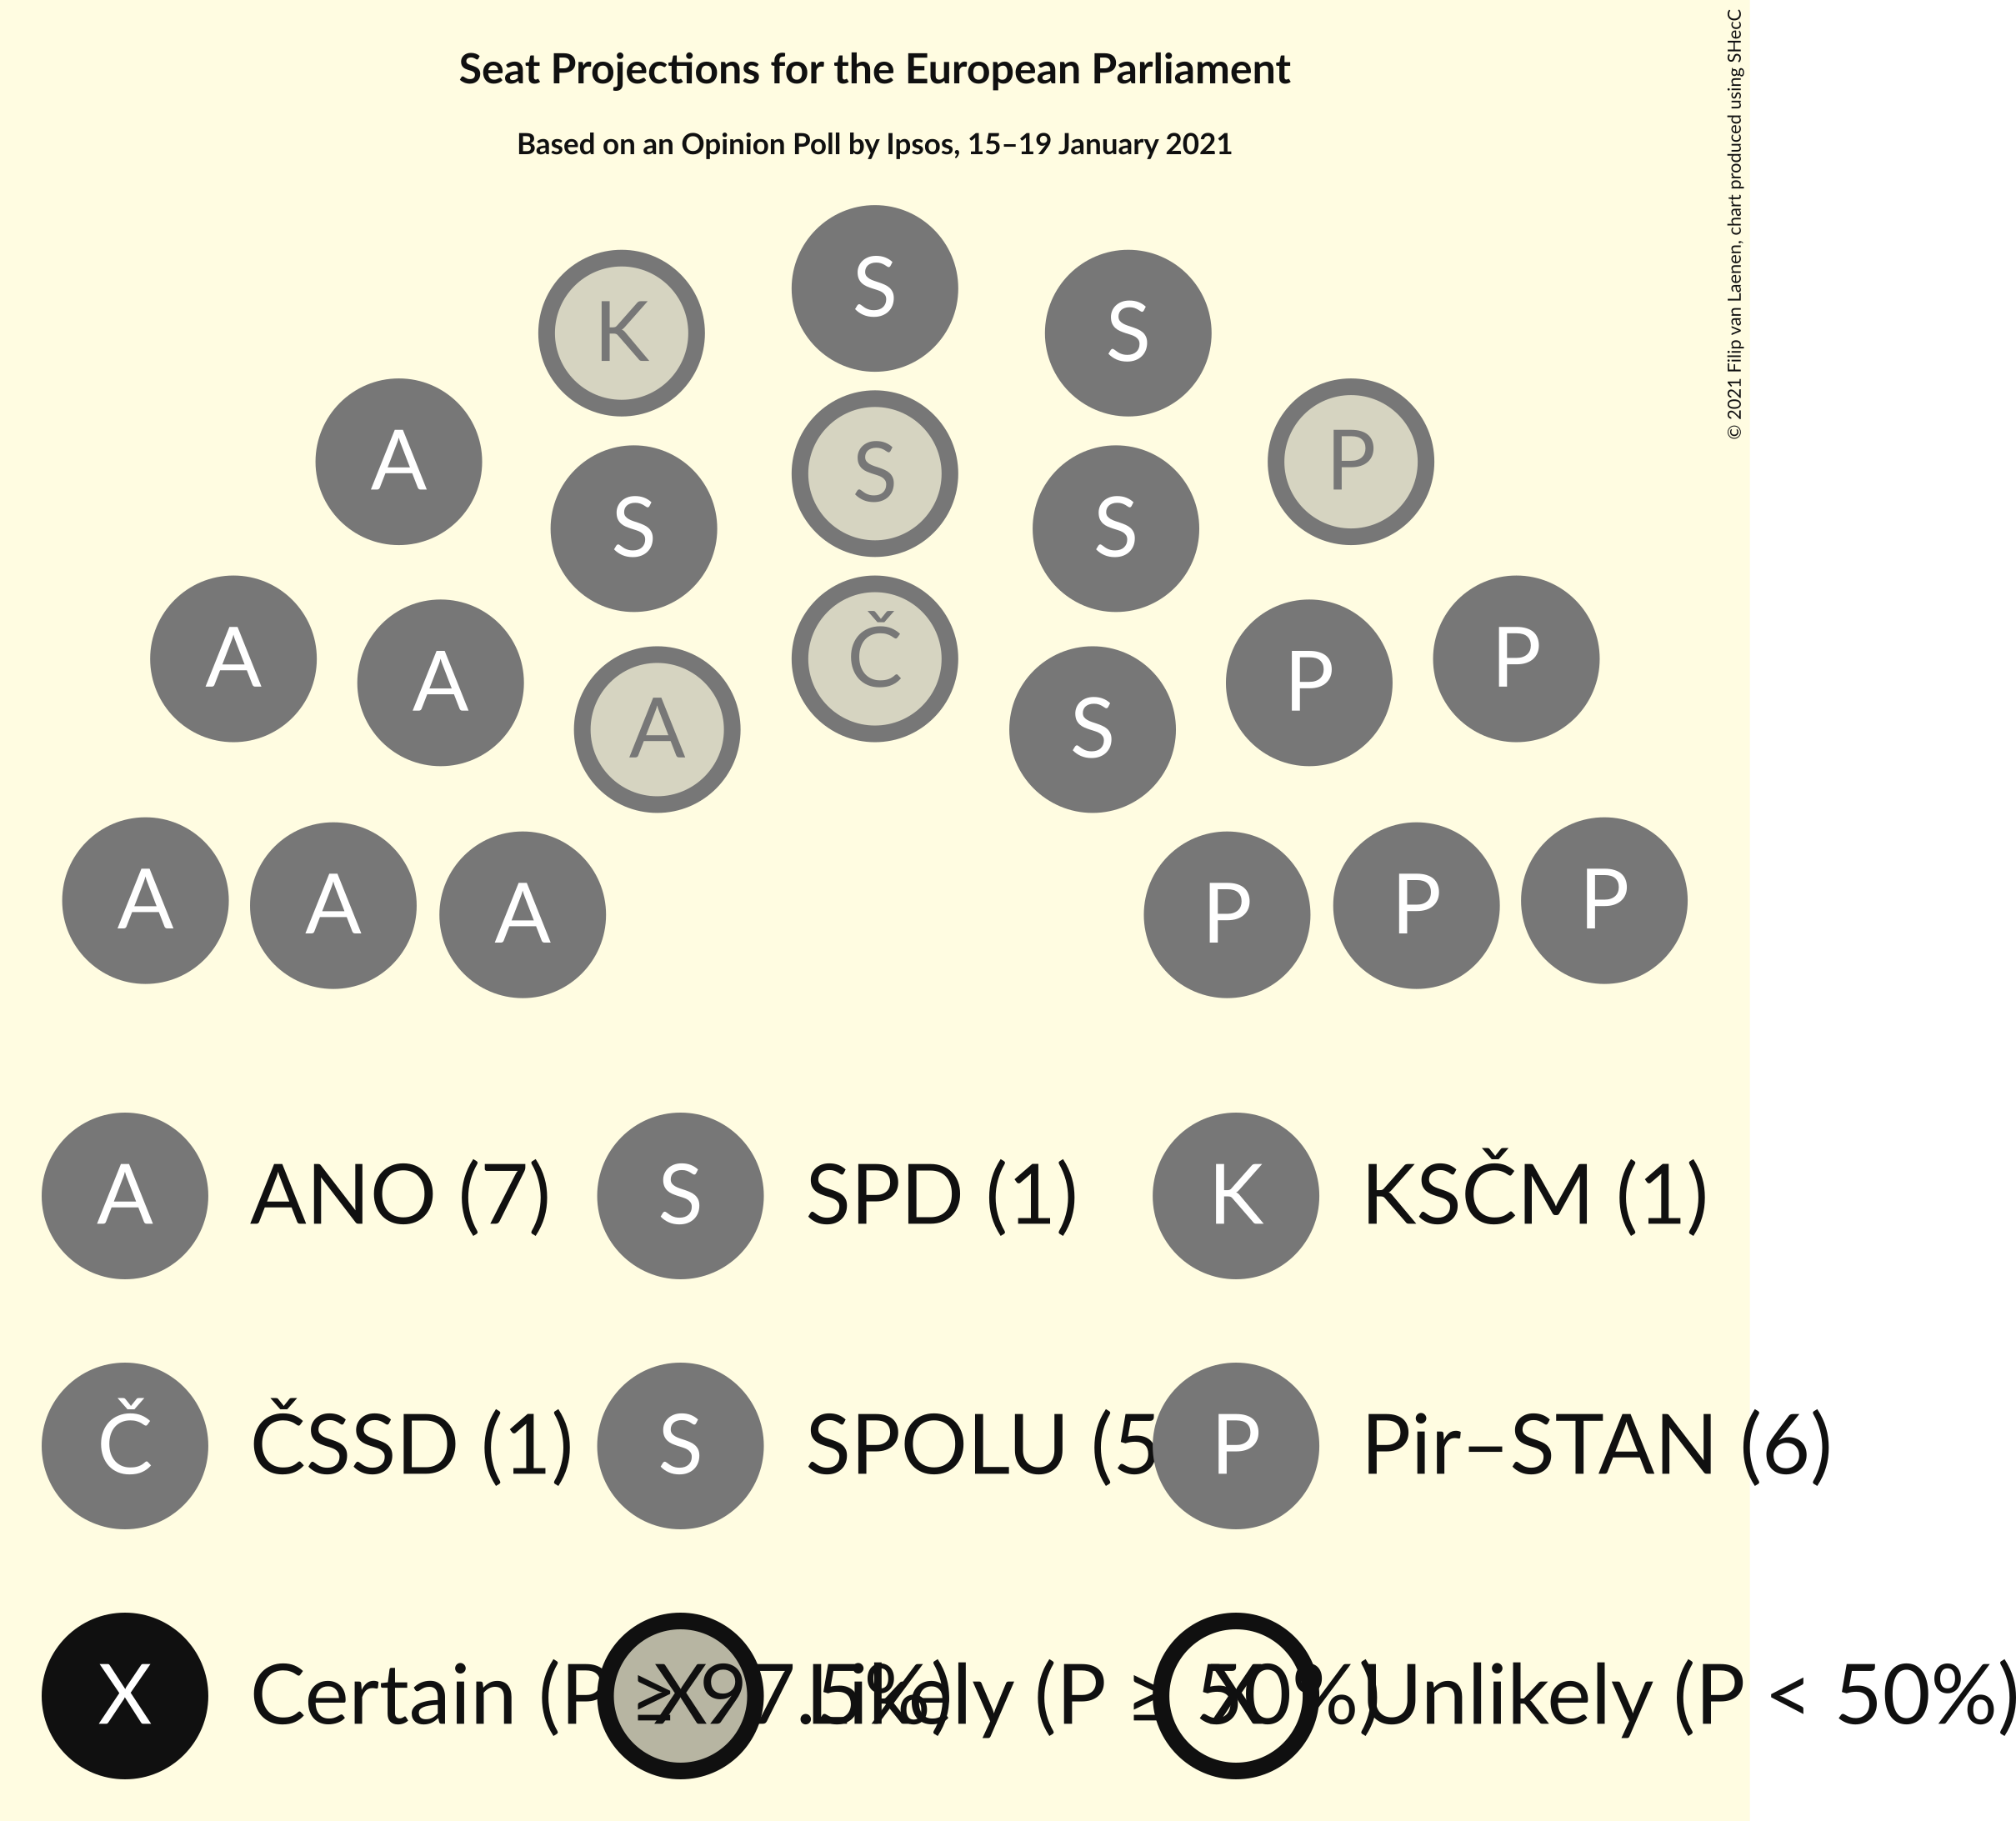 Seat Projections for the European Parliament
Based on an Opinion Poll by Ipsos, 15–19 January 2021
© 2021 Filip van Laenen, chart produced using SHecC
S
K S
S
A P
S S
A Č P
A P
A S
A A A P P P
A ANO (7) S SPD (1) K KSČM (1)
Č ČSSD (1) S SPOLU (5 P Pir–STAN (6)
X Certain (P ≥ 97.5%) X Likely (P ≥ 50%) X Unlikely (P < 50%)